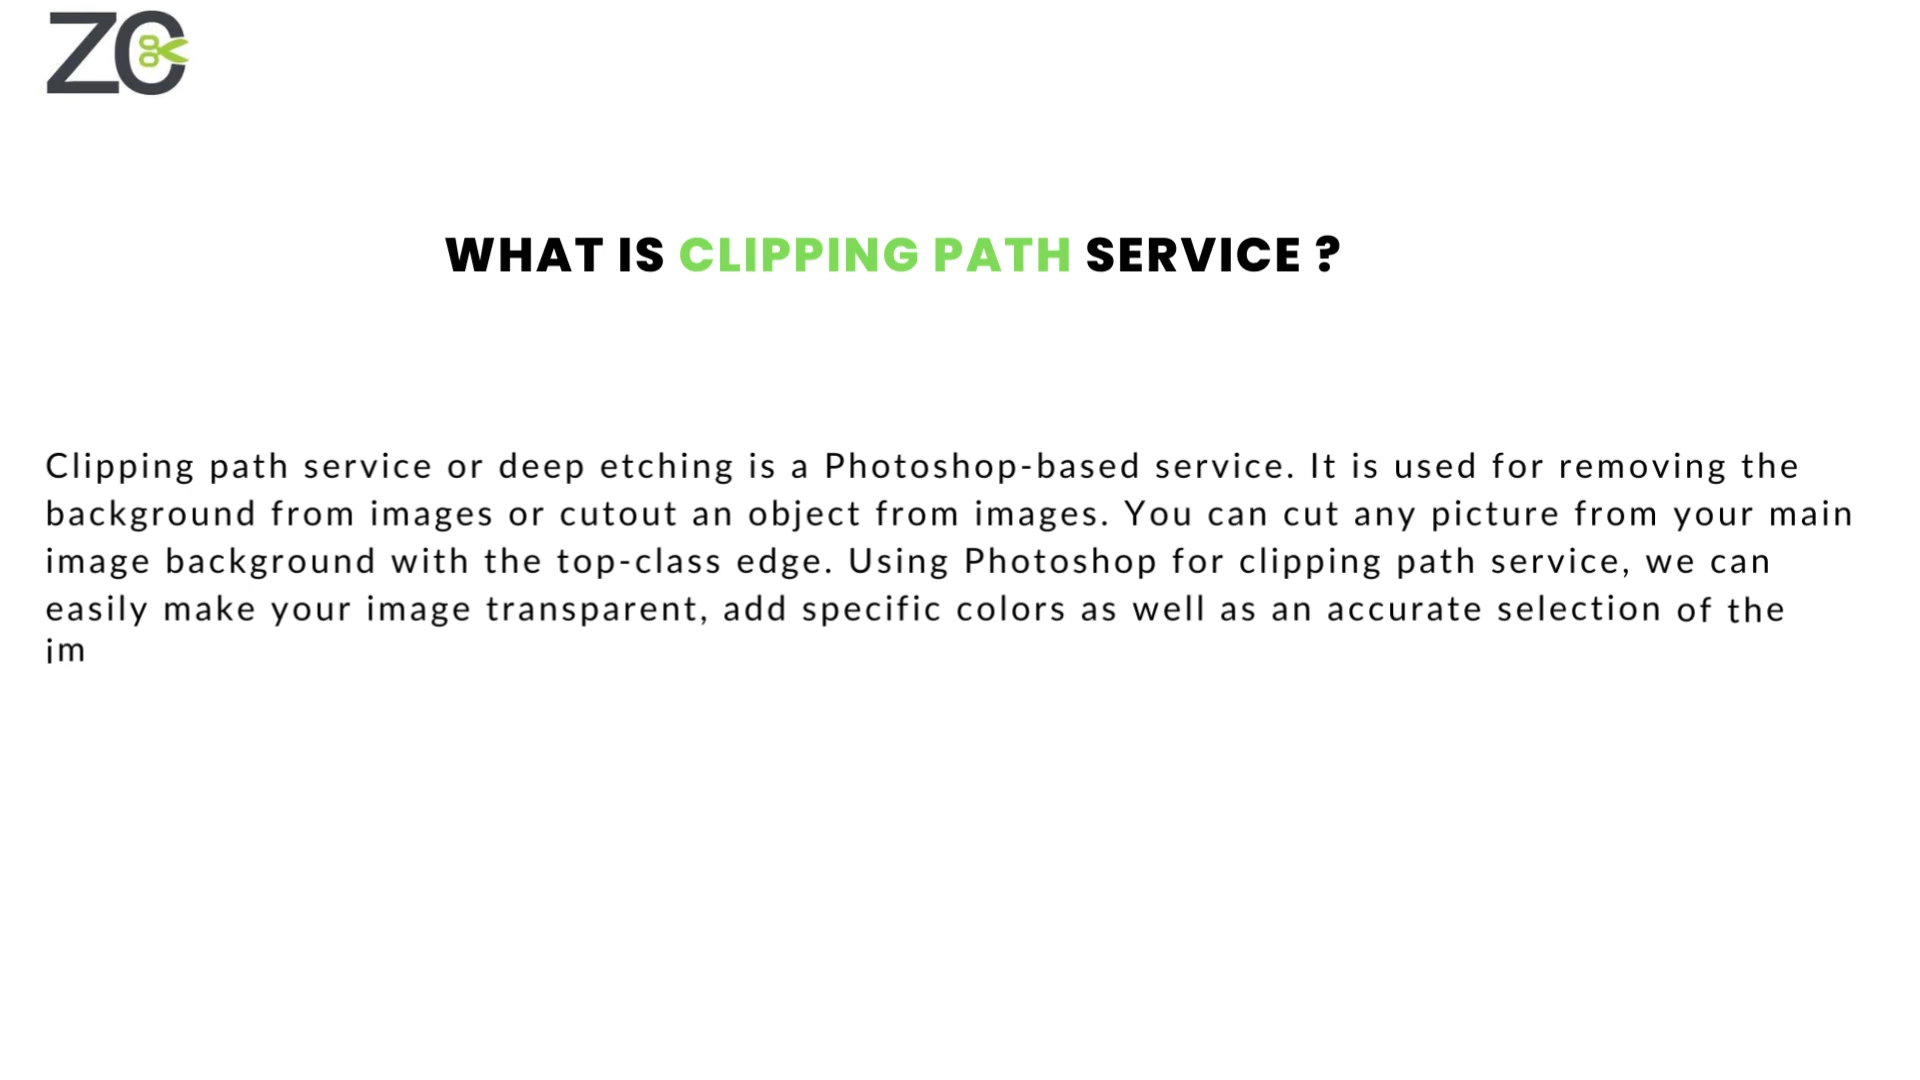 ZC
WHAT IS CLIPPING PATH SERVICE ?
Clipping path service or deep etching is a Photoshop-based service. It is used for removing the
background from images or cutout an object from images. You can cut any picture from your main
image background with the top-class edge. Using Photoshop for clipping path service, we can
easily make your image transparent, add specific colors as well as an accurate selection of the
im